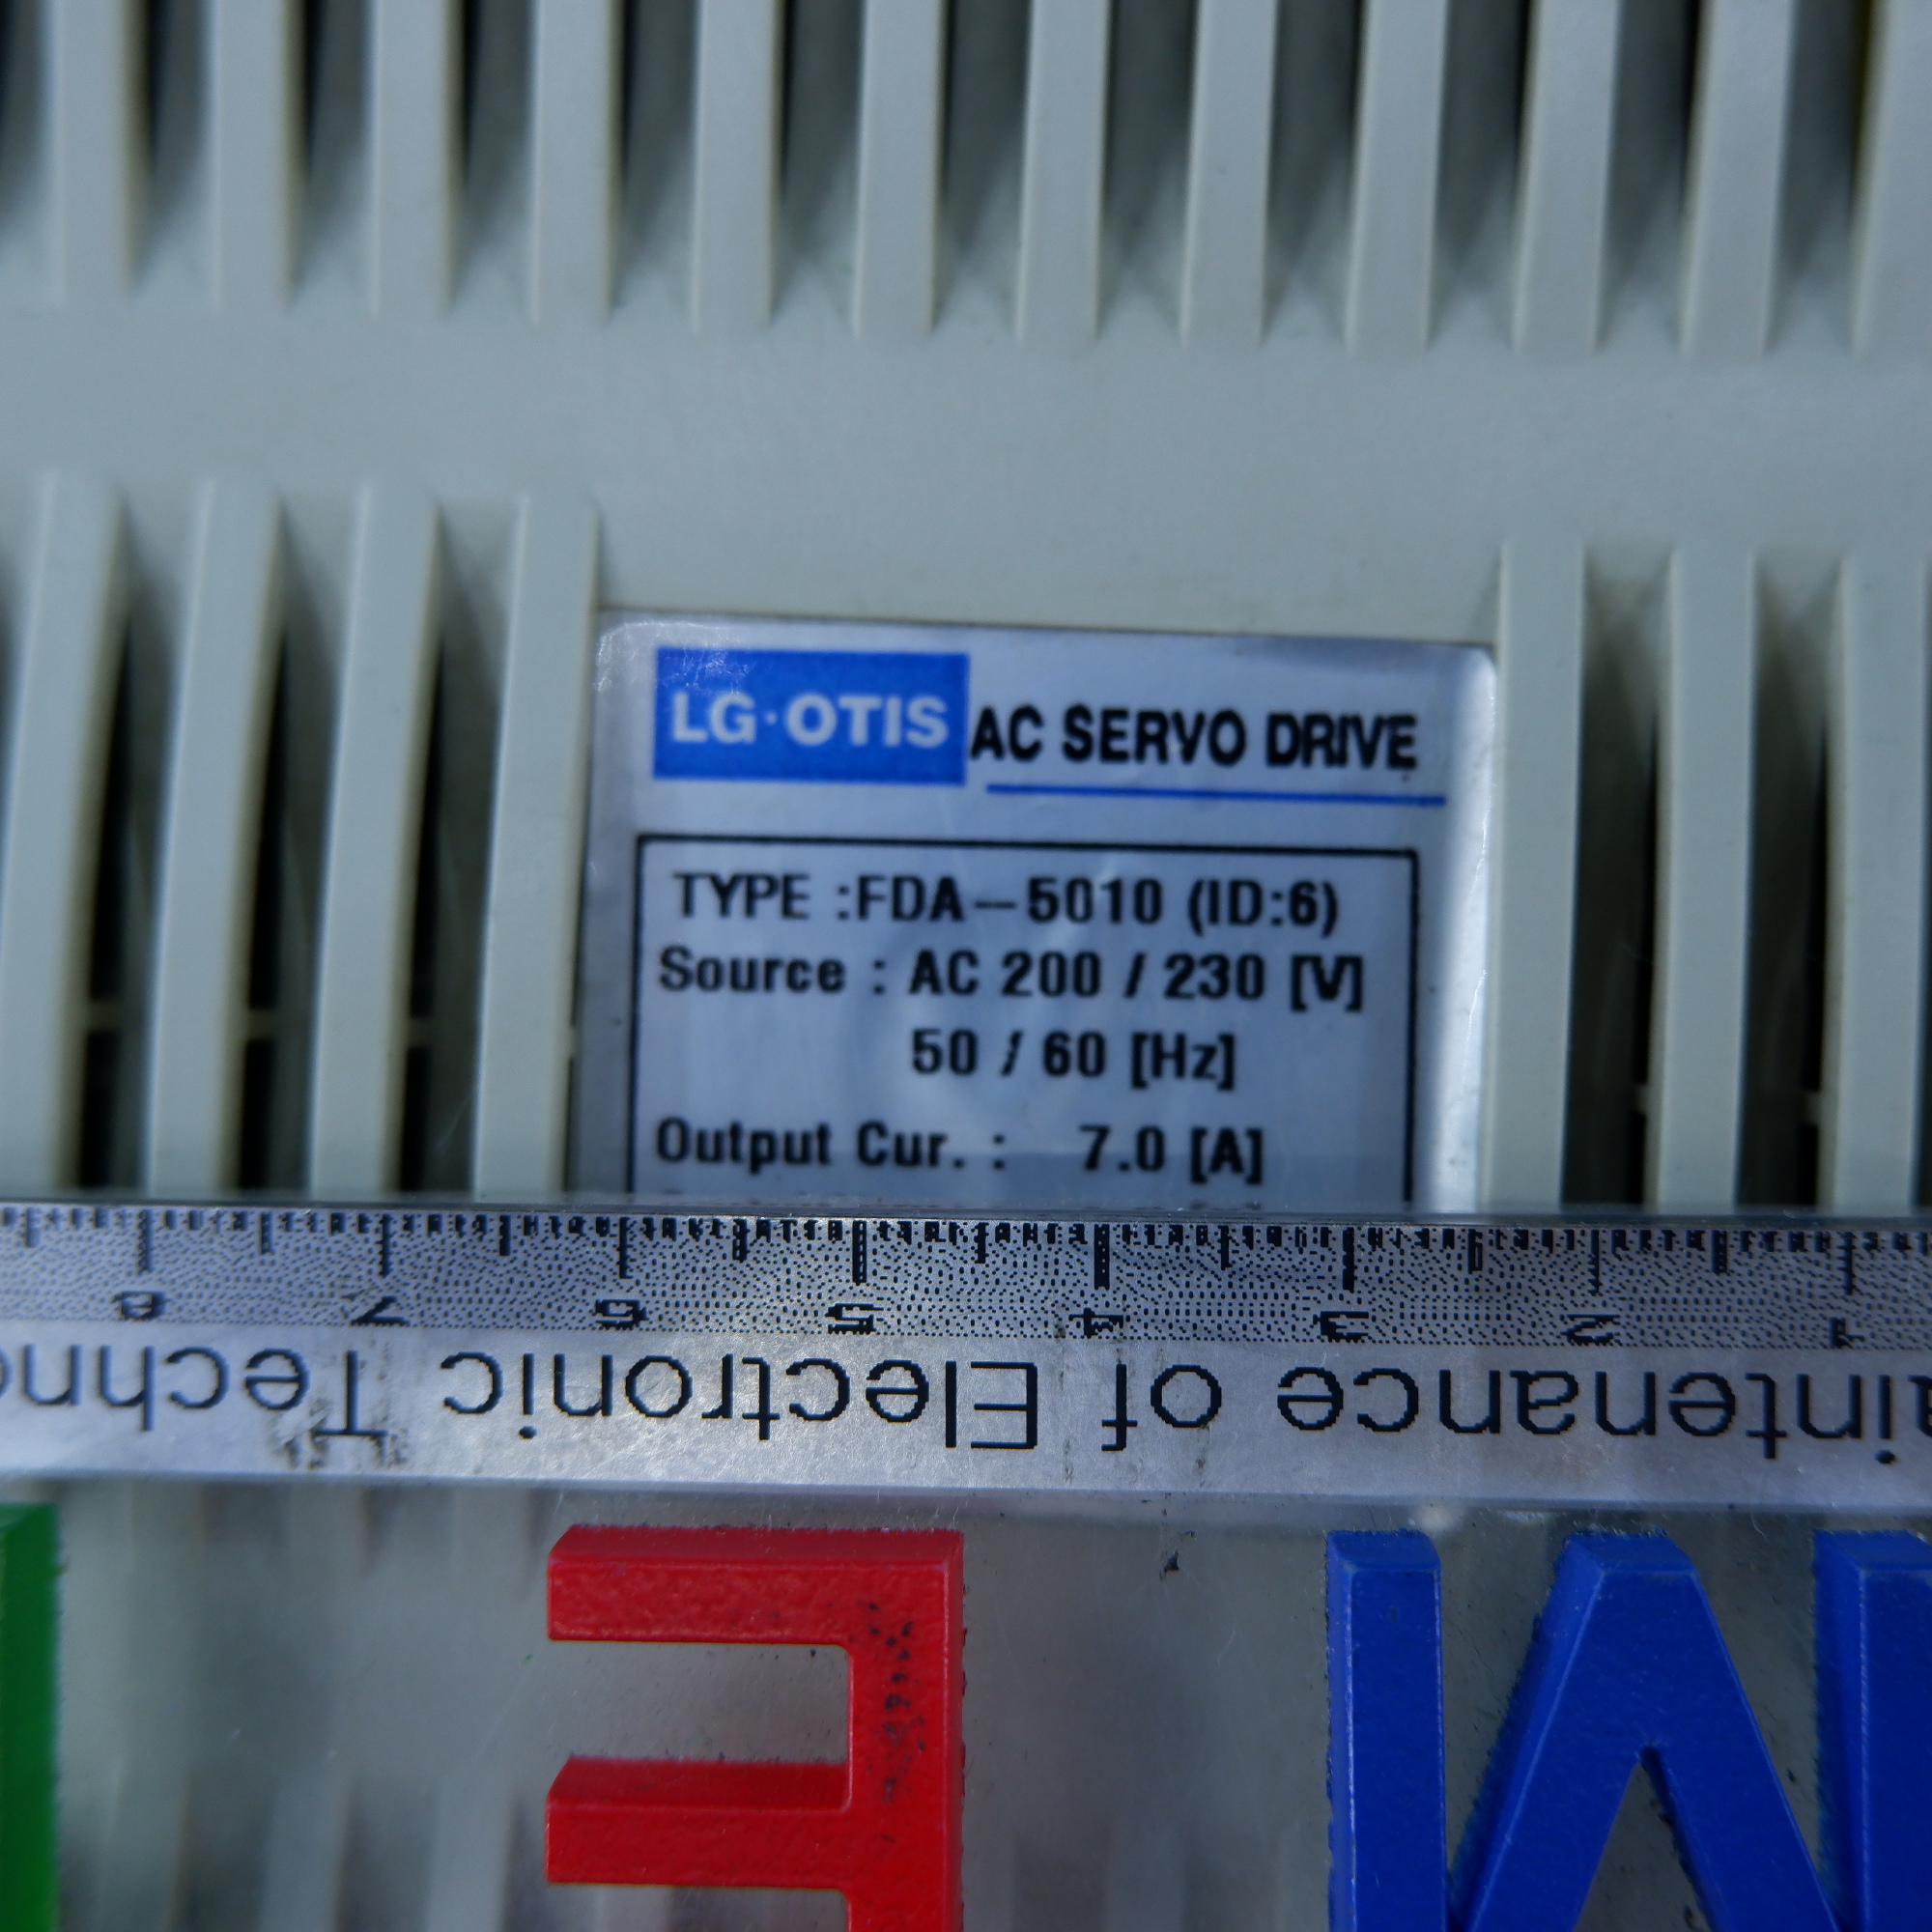 LG·OTIS AC SERVO DRIVE
TYPE :FDA-5010 (ID:6)
Source : AC 200 / 230 [V]
50 / 60 [Hz]
Output Cur. : 7.0 [A]
8 7 6 5 4 3 2 1
intenance of Electronic Techn
E M